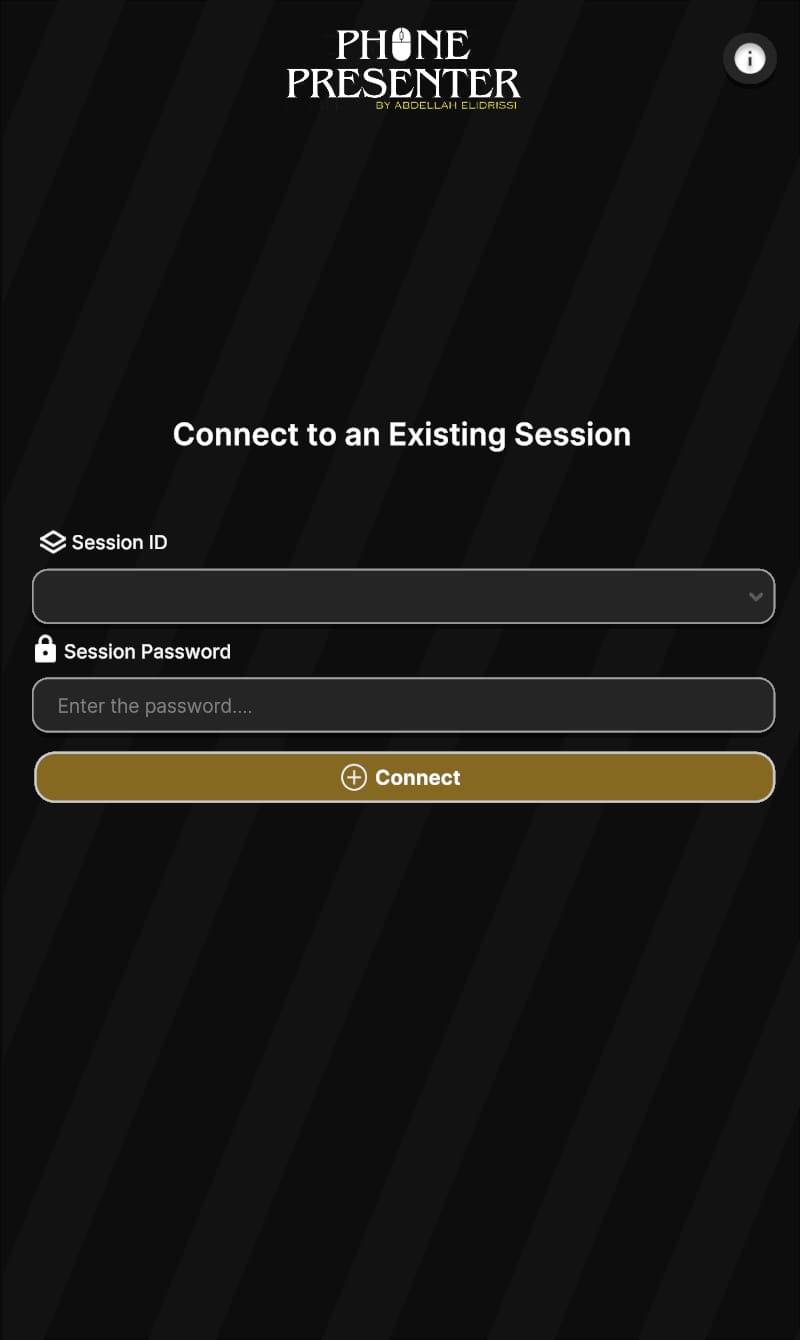 PHONE
PRESENTER
BY ABDELLAH ELIDRISSI
i
Connect to an Existing Session
Session ID
Session Password
Enter the password....
Connect